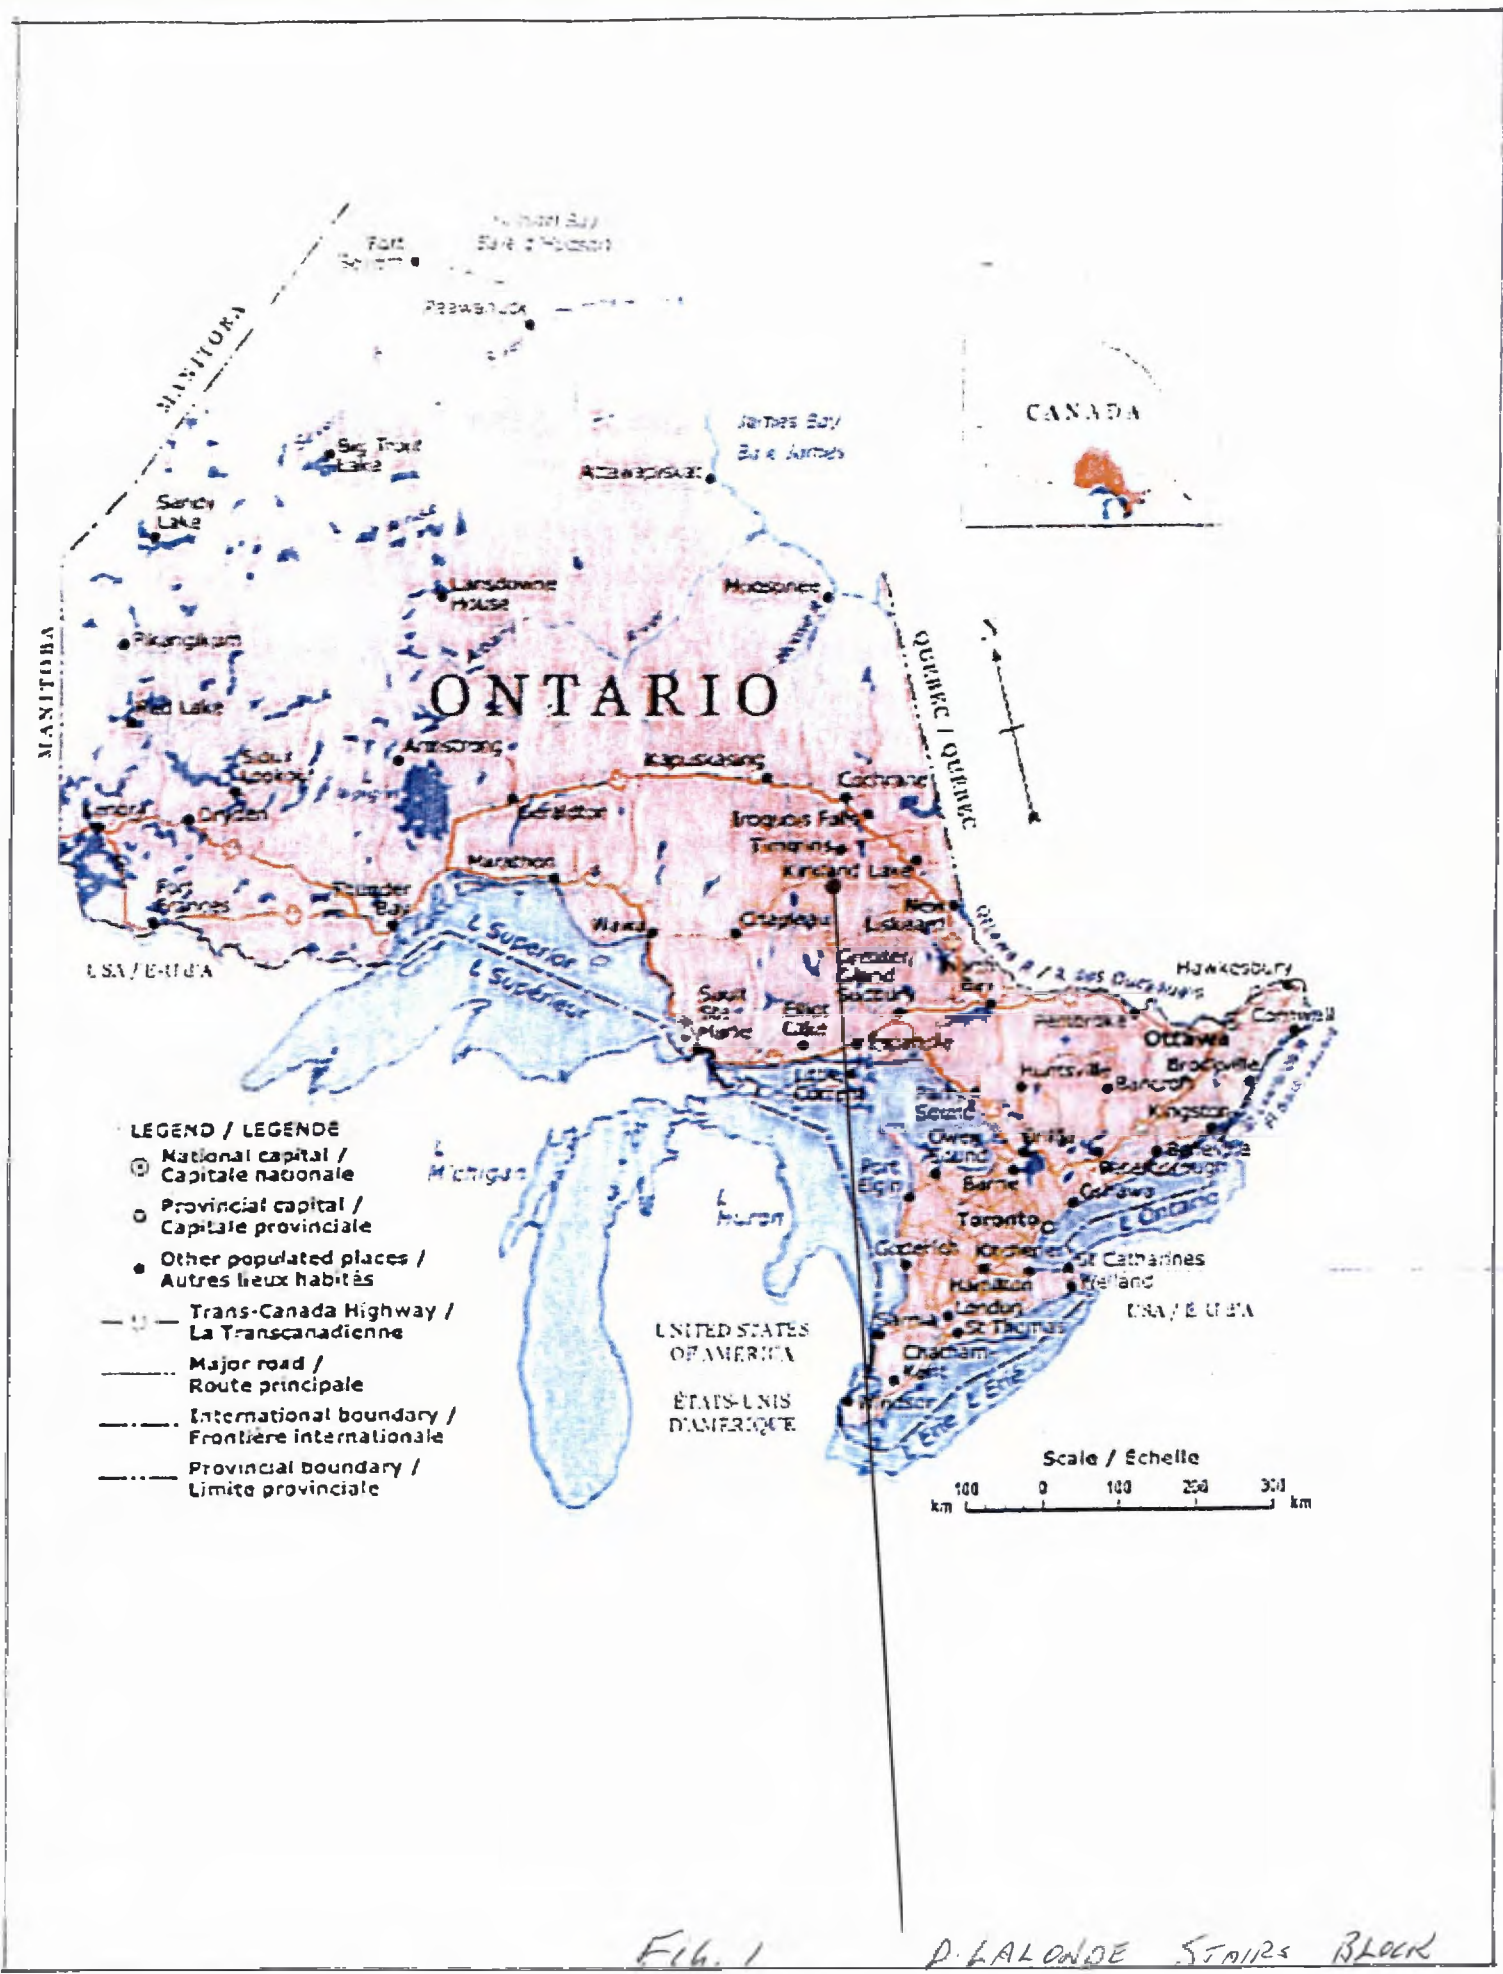 Fort
Peawanuck
MANITOBA
CANADA
James Bay
Baie James
Big Trout
Lake
Attawapiskat
Sandy
Lake
Lansdowne
House
Moosonee
Pikangikum
MANITOBA
QUEBEC / QUÉBEC
ONTARIO
Red Lake
Armstrong
Sioux
Lookout
Kapuskasing
Cochrane
Kenora
Dryden
Geraldton
Iroquois Falls
Timmins
Marathon
Kirkland Lake
Fort
Frances
Thunder
Bay
Wawa
Chapleau
New
Liskeard
L Superior
L Supérieur
USA / É-U d'A
Greater
Grand
Sudbury
North
Bay
Hawkesbury
Sault
Ste
Marie
Elliot
Lake
Espanola
Pembroke
Ottawa
Cornwall
Little
Current
Parry
Sound
Huntsville
Bancroft
Brockville
Kingston
LEGEND / LÉGENDE
National capital /
Capitale nationale
Provincial capital /
Capitale provinciale
Other populated places /
Autres lieux habités
Trans-Canada Highway /
La Transcanadienne
Major road /
Route principale
International boundary /
Frontière internationale
Provincial boundary /
Limite provinciale
L
Michigan
L
Huron
Owen
Sound
Orillia
Belleville
Peterborough
Port
Elgin
Barrie
Oshawa
Toronto
L Ontario
Goderich
Kitchener
St Catharines
Hamilton
Welland
London
Sarnia
St Thomas
USA / É-U d'A
Chatham-
Kent
Windsor
L Erie
L Érié
UNITED STATES
OF AMERICA
ÉTATS-UNIS
D'AMÉRIQUE
Scale / Échelle
100 0 100 200 300
km km
FIG. 1
D. LALONDE STAIRS BLOCK